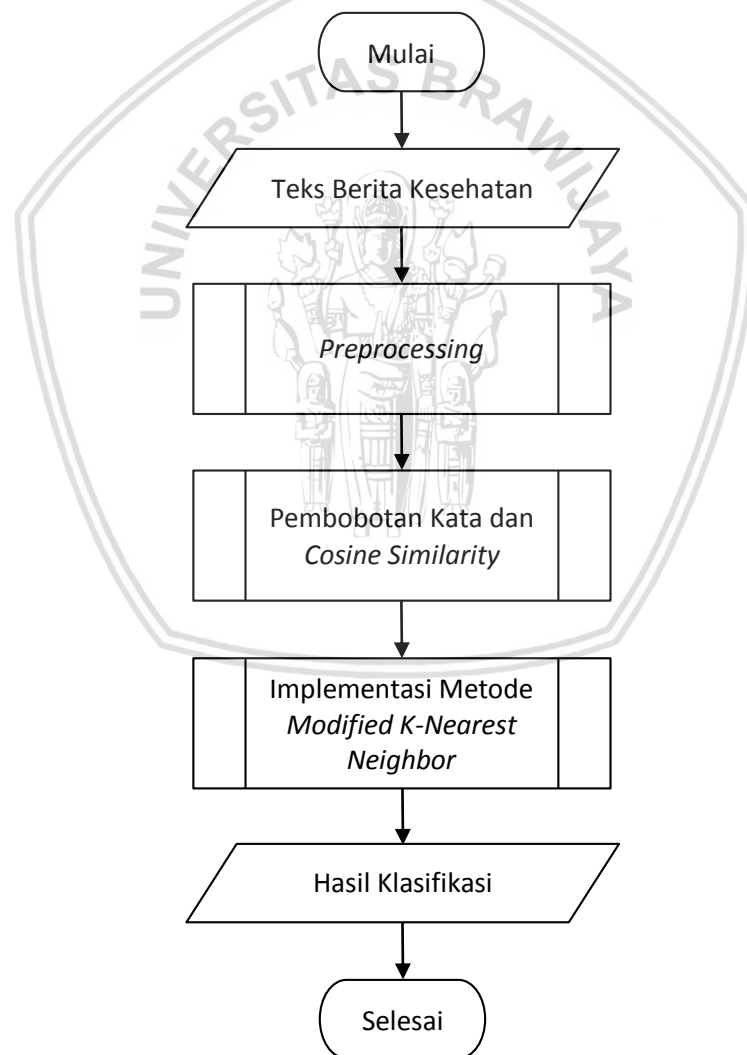 UNIVERSITAS BRAWIJAYA
Mulai
Teks Berita Kesehatan
Preprocessing
Pembobotan Kata dan
Cosine Similarity
Implementasi Metode
Modified K-Nearest
Neighbor
Hasil Klasifikasi
Selesai